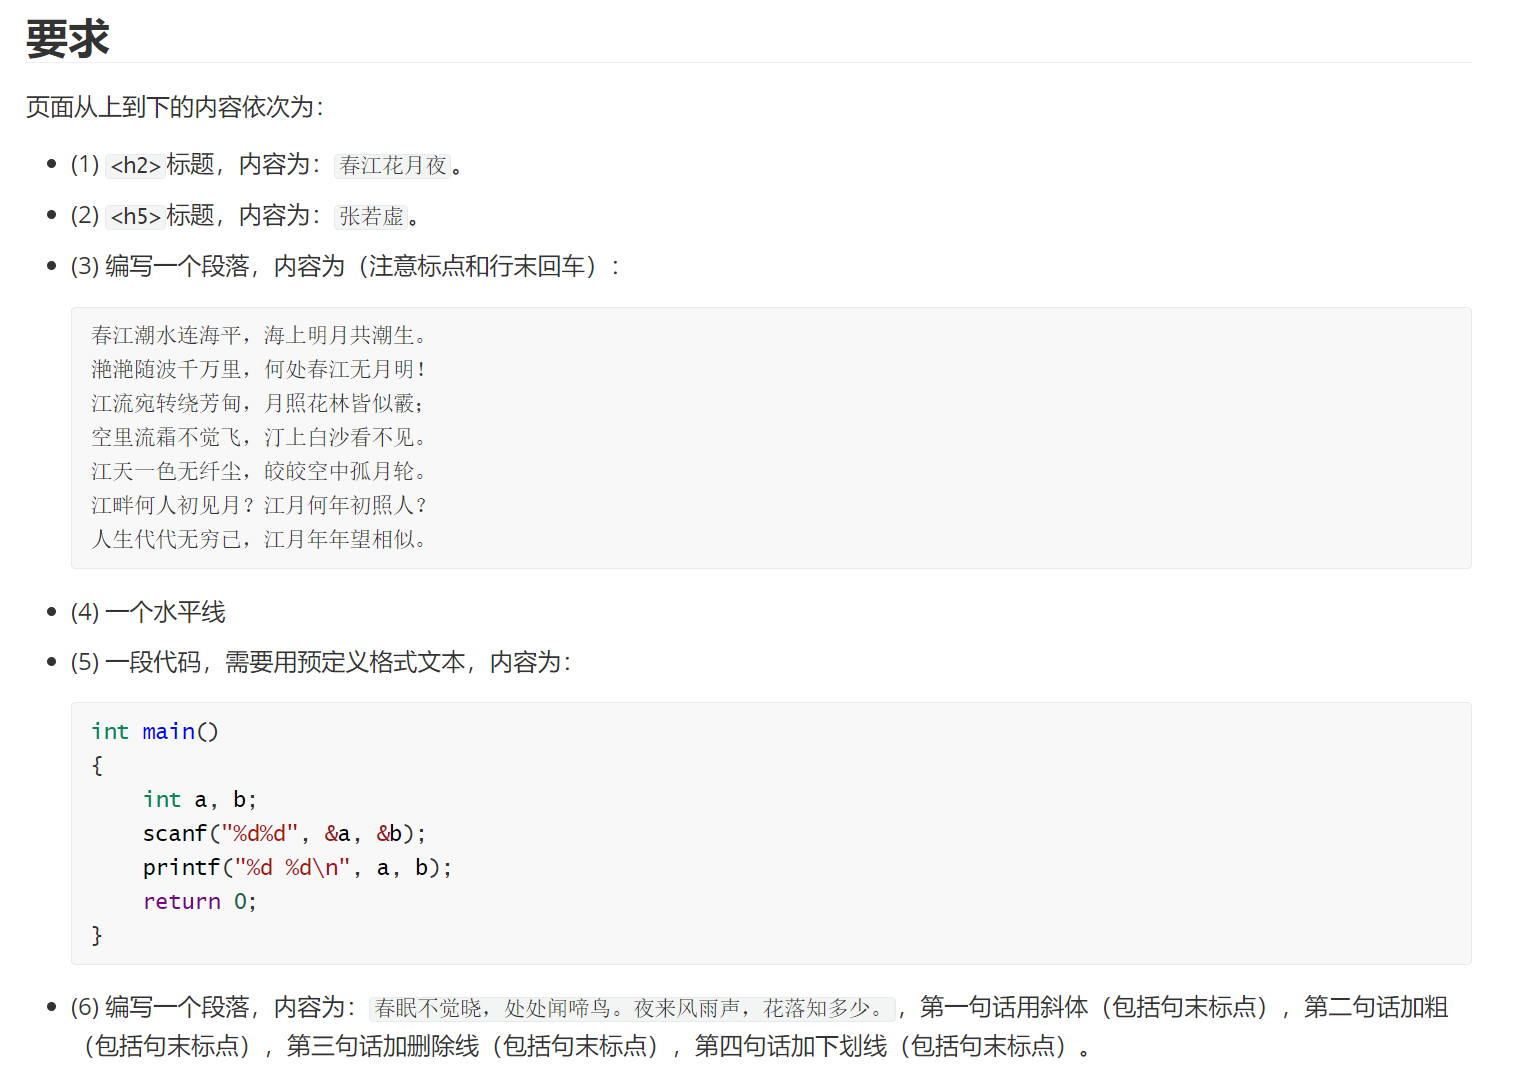 要求
页面从上到下的内容依次为：
(1) <h2>标题，内容为：春江花月夜。
(2) <h5>标题，内容为：张若虚。
(3) 编写一个段落，内容为（注意标点和行末回车）：
春江潮水连海平，海上明月共潮生。
滟滟随波千万里，何处春江无月明！
江流宛转绕芳甸，月照花林皆似霰；
空里流霜不觉飞，汀上白沙看不见。
江天一色无纤尘，皎皎空中孤月轮。
江畔何人初见月？江月何年初照人？
人生代代无穷已，江月年年望相似。
(4) 一个水平线
(5) 一段代码，需要用预定义格式文本，内容为：
int main()
{
    int a, b;
    scanf("%d%d", &a, &b);
    printf("%d %d\n", a, b);
    return 0;
}
(6) 编写一个段落，内容为：春眠不觉晓，处处闻啼鸟。夜来风雨声，花落知多少。，第一句话用斜体（包括句末标点），第二句话加粗
（包括句末标点），第三句话加删除线（包括句末标点），第四句话加下划线（包括句末标点）。